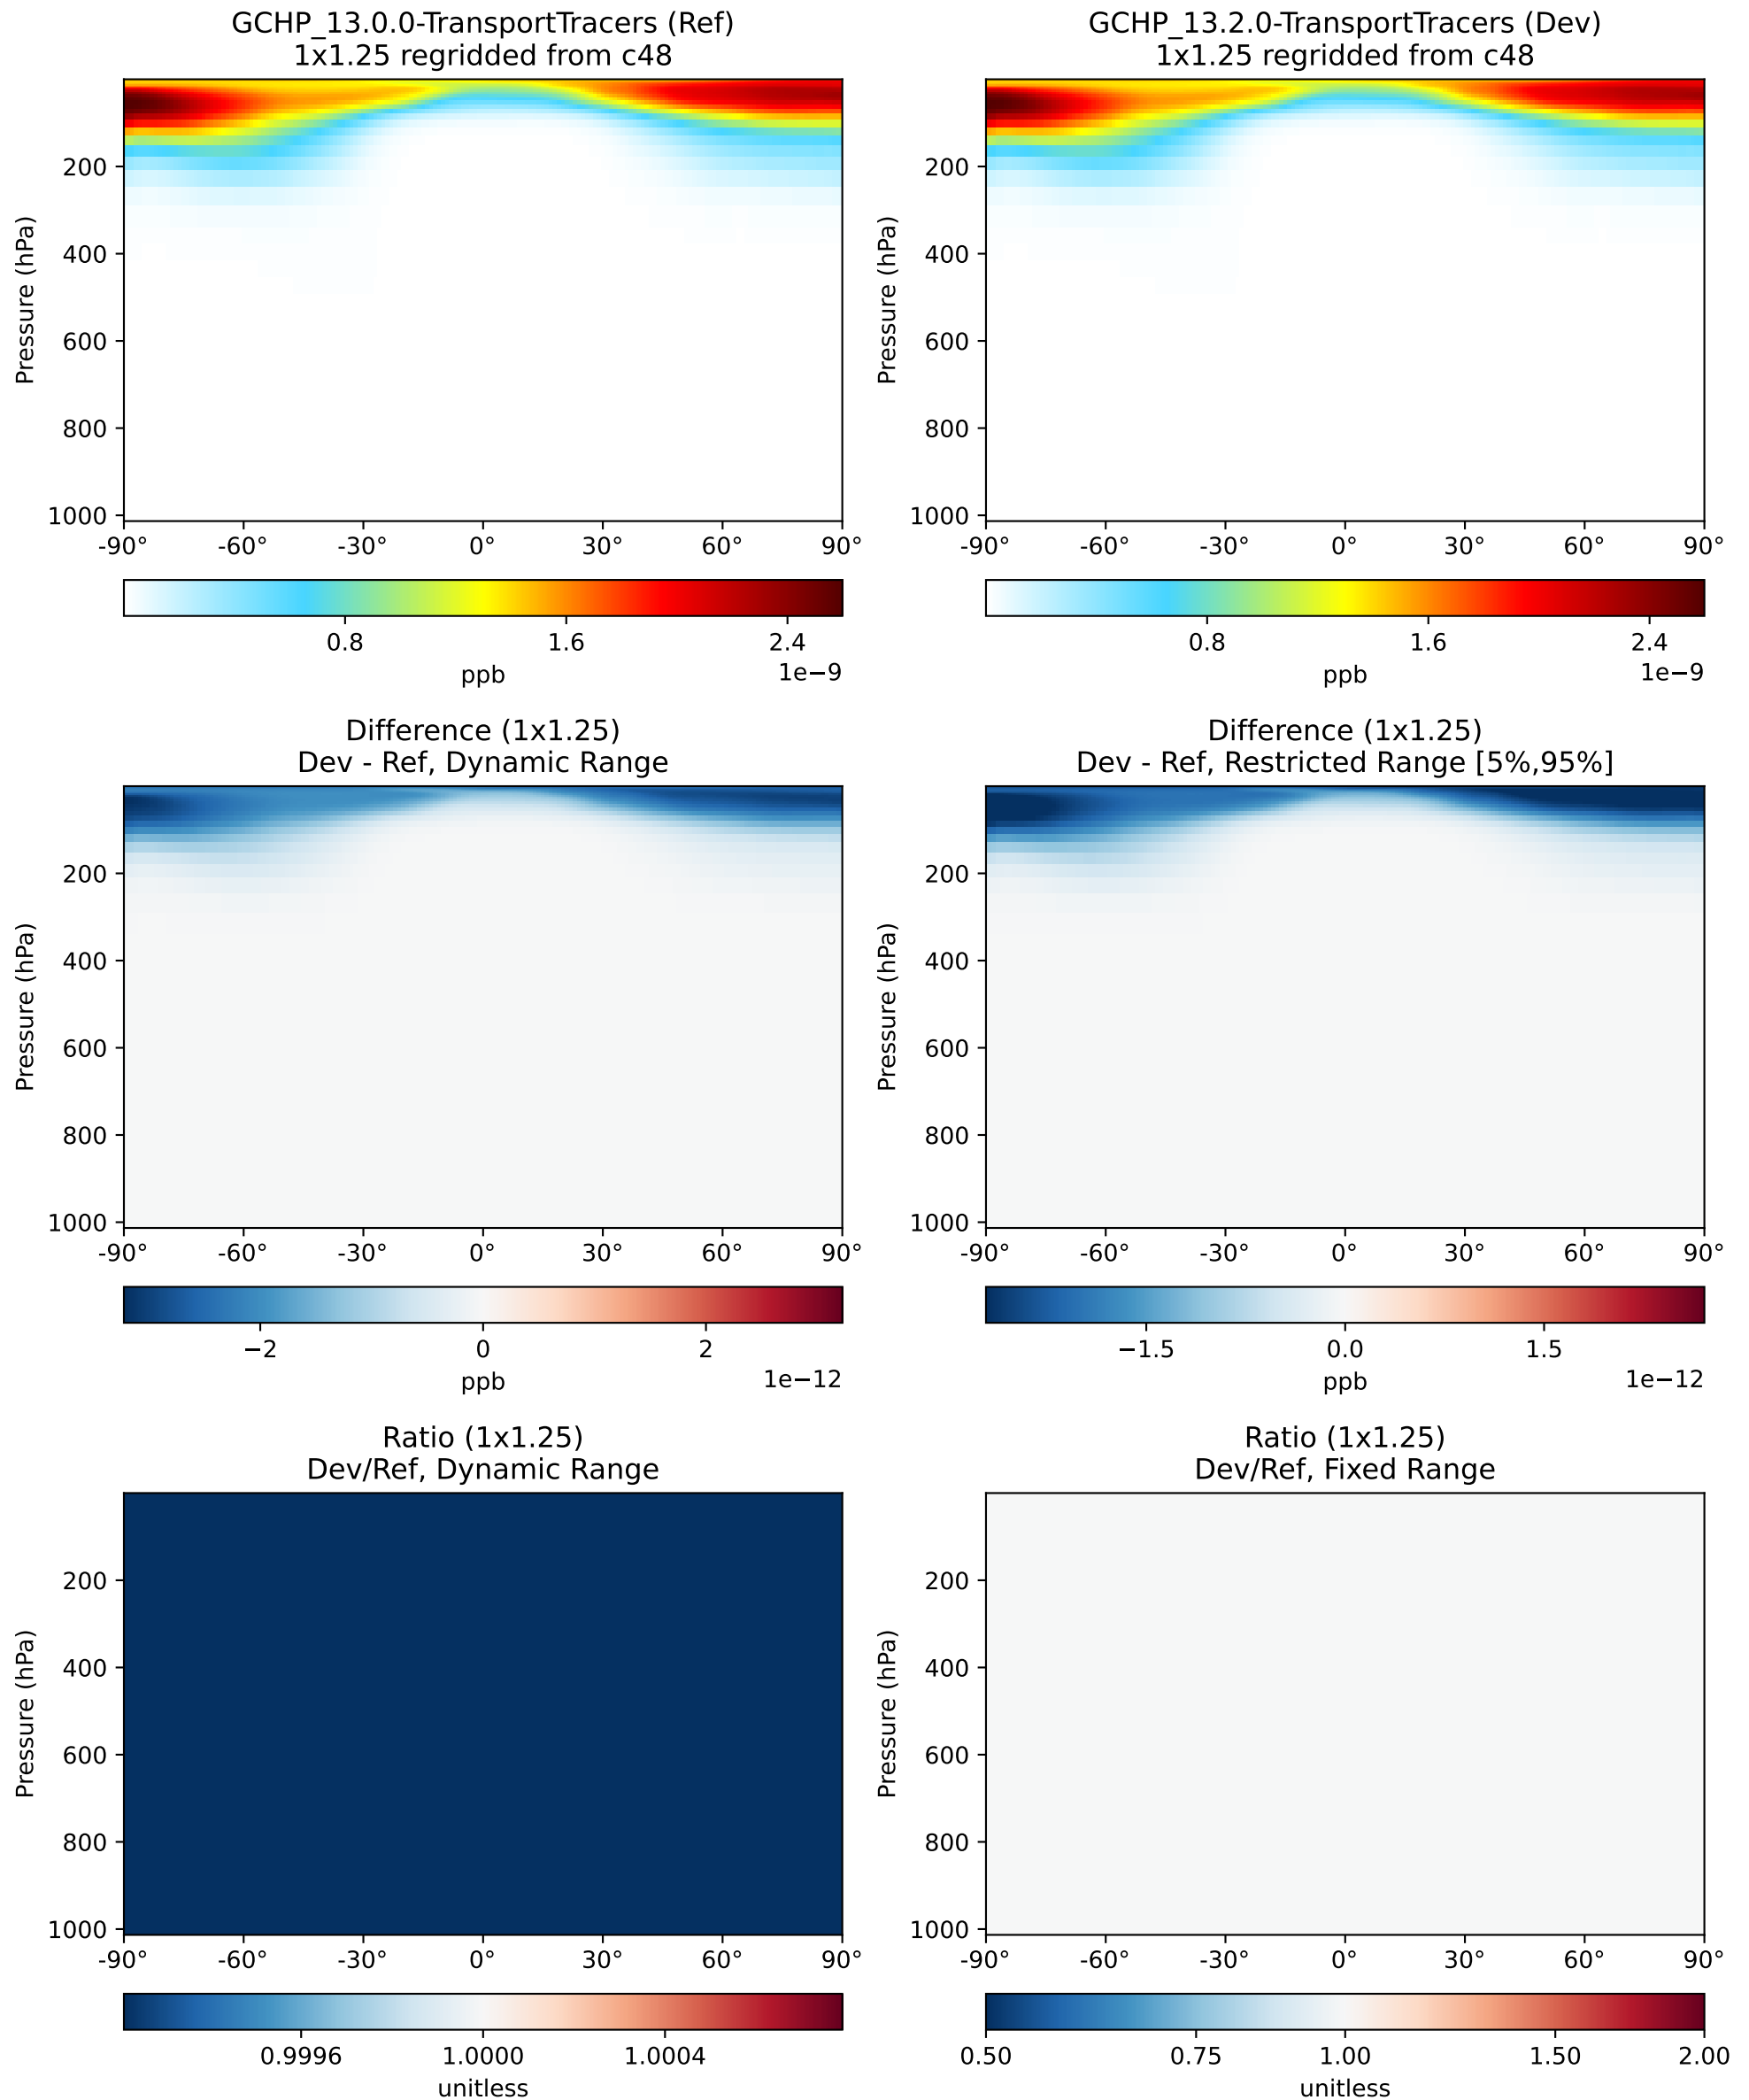 GCHP_13.0.0-TransportTracers (Ref)
1x1.25 regridded from c48
Pressure (hPa)
200
400
600
800
1000
-90° -60° -30° 0° 30° 60° 90°
0.8 1.6 2.4
ppb
1e−9
GCHP_13.2.0-TransportTracers (Dev)
1x1.25 regridded from c48
Pressure (hPa)
200
400
600
800
1000
-90° -60° -30° 0° 30° 60° 90°
0.8 1.6 2.4
ppb
1e−9
Difference (1x1.25)
Dev - Ref, Dynamic Range
Pressure (hPa)
200
400
600
800
1000
-90° -60° -30° 0° 30° 60° 90°
−2 0 2
ppb
1e−12
Difference (1x1.25)
Dev - Ref, Restricted Range [5%,95%]
Pressure (hPa)
200
400
600
800
1000
-90° -60° -30° 0° 30° 60° 90°
−1.5 0.0 1.5
ppb
1e−12
Ratio (1x1.25)
Dev/Ref, Dynamic Range
Pressure (hPa)
200
400
600
800
1000
-90° -60° -30° 0° 30° 60° 90°
0.9996 1.0000 1.0004
unitless
Ratio (1x1.25)
Dev/Ref, Fixed Range
Pressure (hPa)
200
400
600
800
1000
-90° -60° -30° 0° 30° 60° 90°
0.50 0.75 1.00 1.50 2.00
unitless